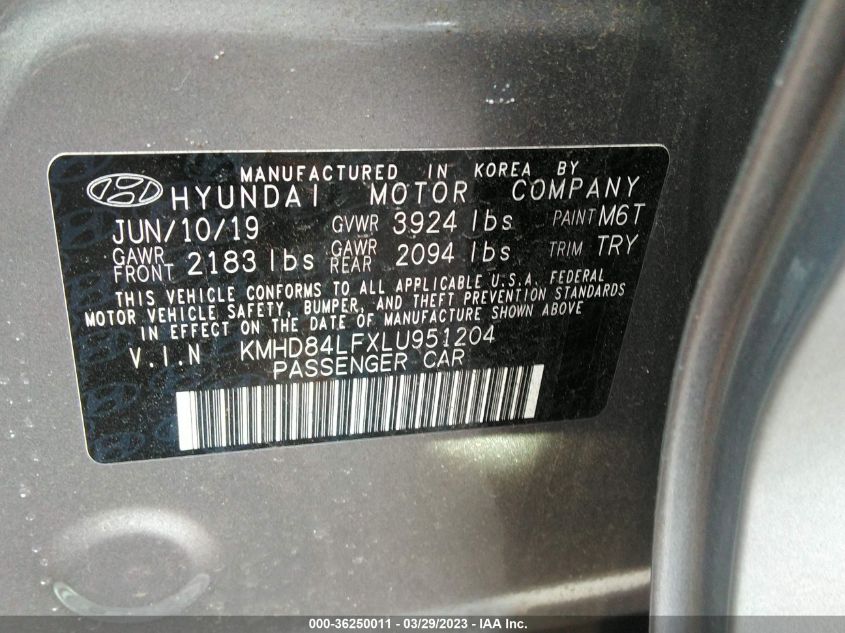 MANUFACTURED IN KOREA BY
HYUNDAI MOTOR COMPANY
JUN/10/19 GVWR 3924 lbs PAINT M6T
GAWR FRONT 2183 lbs GAWR REAR 2094 lbs TRIM TRY
THIS VEHICLE CONFORMS TO ALL APPLICABLE U.S.A. FEDERAL
MOTOR VEHICLE SAFETY, BUMPER, AND THEFT PREVENTION STANDARDS
IN EFFECT ON THE DATE OF MANUFACTURE SHOWN ABOVE
V.I.N KMHD84LFXLU951204
PASSENGER CAR
000-36250011 - 03/29/2023 - IAA Inc.